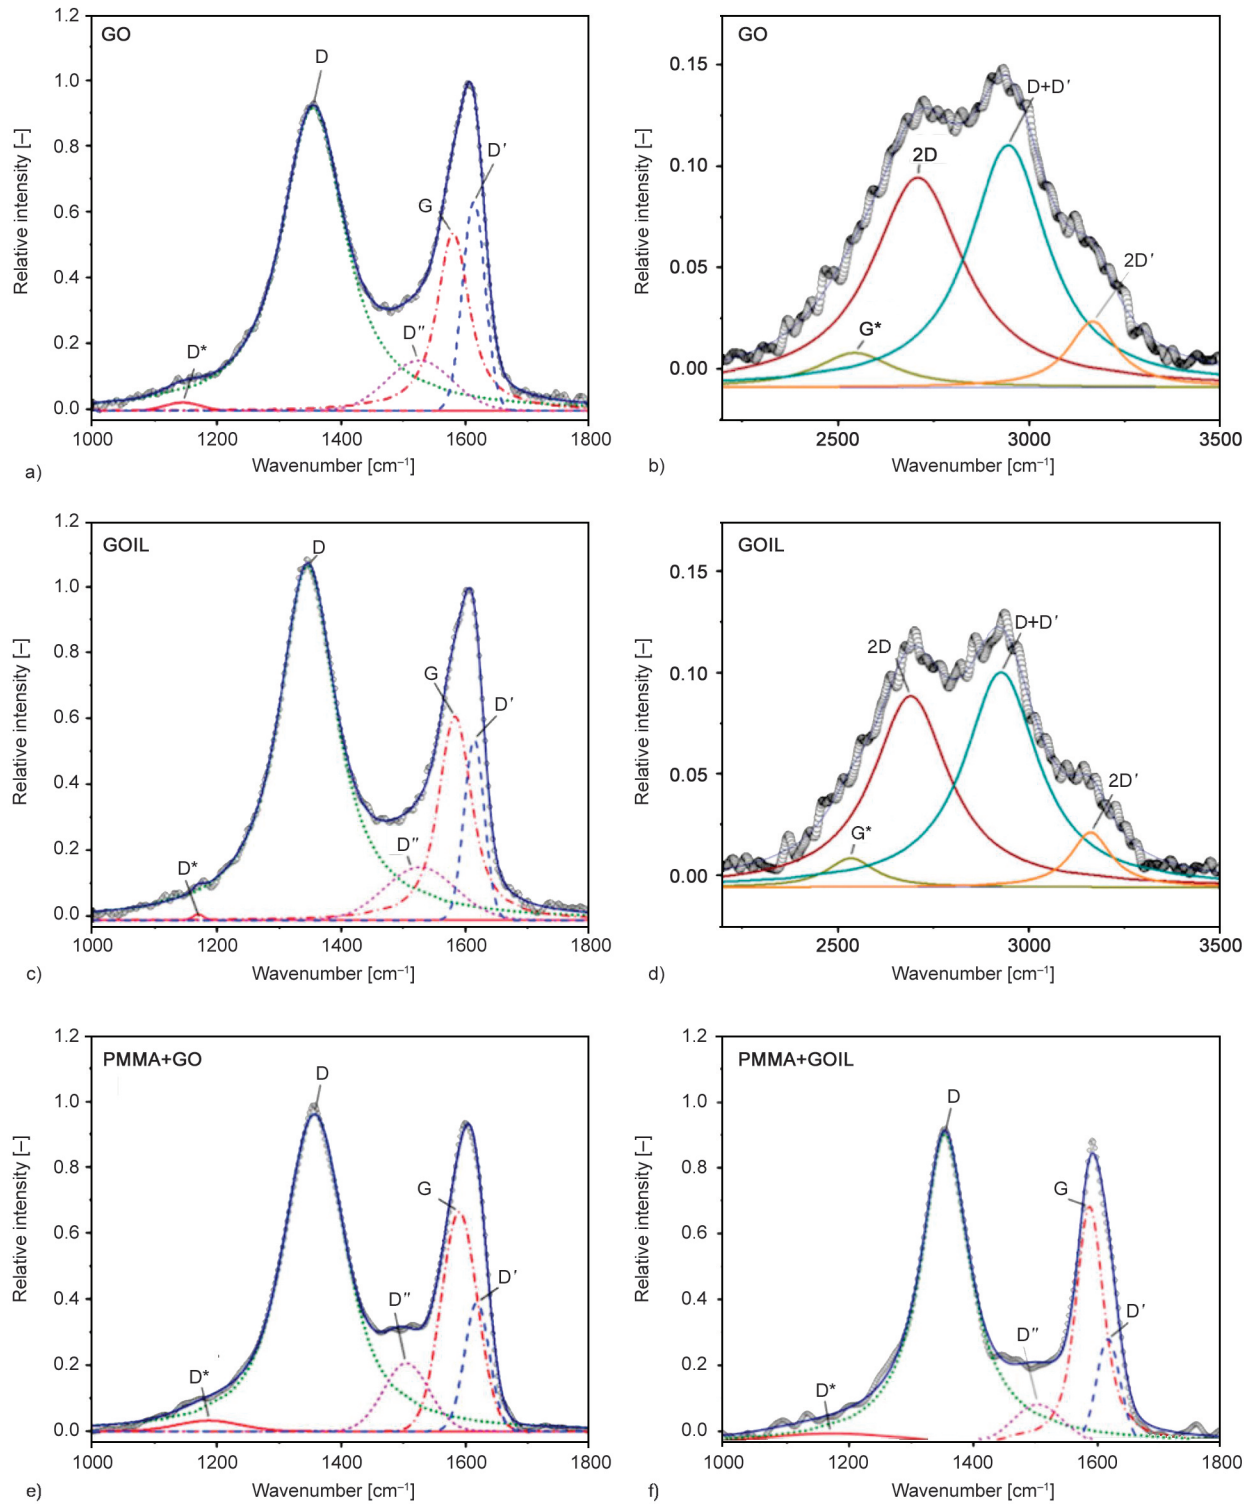 GO
D
G
D′
D″
D*
Relative intensity [–]
1.2
1.0
0.8
0.6
0.4
0.2
0.0
1000 1200 1400 1600 1800
Wavenumber [cm⁻¹]
a)
GO
2D
D+D′
2D′
G*
Relative intensity [–]
0.15
0.10
0.05
0.00
2500 3000 3500
Wavenumber [cm⁻¹]
b)
GOIL
D
G
D′
D″
D*
Relative intensity [–]
1.2
1.0
0.8
0.6
0.4
0.2
0.0
1000 1200 1400 1600 1800
Wavenumber [cm⁻¹]
c)
GOIL
2D
D+D′
2D′
G*
Relative intensity [–]
0.15
0.10
0.05
0.00
2500 3000 3500
Wavenumber [cm⁻¹]
d)
PMMA+GO
D
G
D′
D″
D*
Relative intensity [–]
1.2
1.0
0.8
0.6
0.4
0.2
0.0
1000 1200 1400 1600 1800
Wavenumber [cm⁻¹]
e)
PMMA+GOIL
D
G
D′
D″
D*
Relative intensity [–]
1.2
1.0
0.8
0.6
0.4
0.2
0.0
1000 1200 1400 1600 1800
Wavenumber [cm⁻¹]
f)